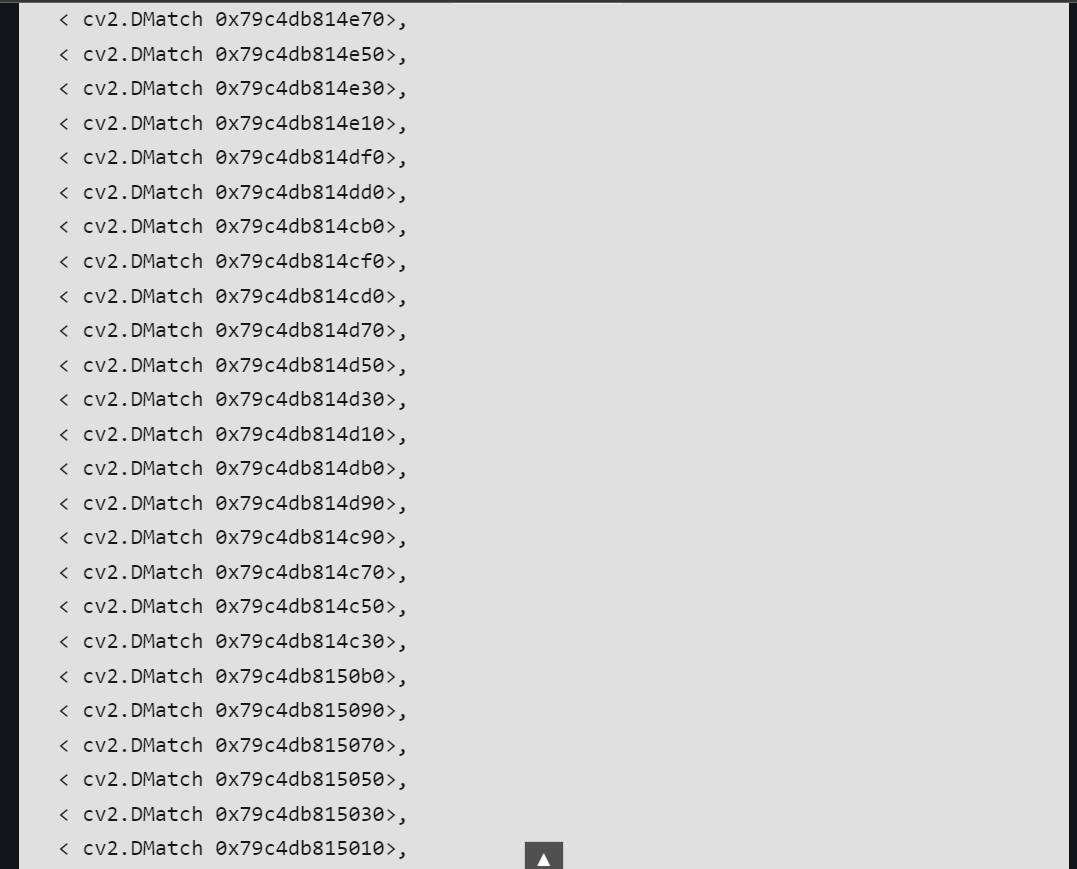 < cv2.DMatch 0x79c4db814e70>,
< cv2.DMatch 0x79c4db814e50>,
< cv2.DMatch 0x79c4db814e30>,
< cv2.DMatch 0x79c4db814e10>,
< cv2.DMatch 0x79c4db814df0>,
< cv2.DMatch 0x79c4db814dd0>,
< cv2.DMatch 0x79c4db814cb0>,
< cv2.DMatch 0x79c4db814cf0>,
< cv2.DMatch 0x79c4db814cd0>,
< cv2.DMatch 0x79c4db814d70>,
< cv2.DMatch 0x79c4db814d50>,
< cv2.DMatch 0x79c4db814d30>,
< cv2.DMatch 0x79c4db814d10>,
< cv2.DMatch 0x79c4db814db0>,
< cv2.DMatch 0x79c4db814d90>,
< cv2.DMatch 0x79c4db814c90>,
< cv2.DMatch 0x79c4db814c70>,
< cv2.DMatch 0x79c4db814c50>,
< cv2.DMatch 0x79c4db814c30>,
< cv2.DMatch 0x79c4db8150b0>,
< cv2.DMatch 0x79c4db815090>,
< cv2.DMatch 0x79c4db815070>,
< cv2.DMatch 0x79c4db815050>,
< cv2.DMatch 0x79c4db815030>,
< cv2.DMatch 0x79c4db815010>,